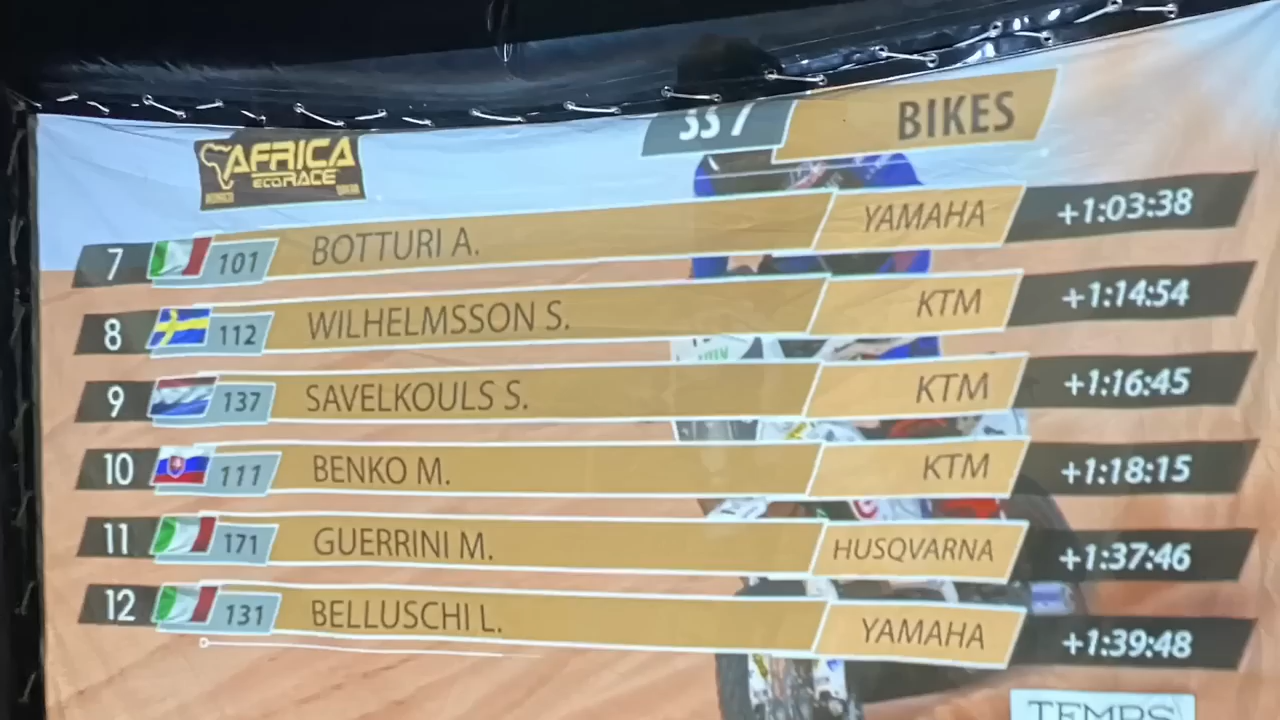 AFRICA
ECORACE
SS7
BIKES
7 101 BOTTURI A. YAMAHA +1:03:38
8 112 WILHELMSSON S. KTM +1:14:54
9 137 SAVELKOULS S. KTM +1:16:45
10 111 BENKO M. KTM +1:18:15
11 171 GUERRINI M. HUSQVARNA +1:37:46
12 131 BELLUSCHI L. YAMAHA +1:39:48
TEMPS